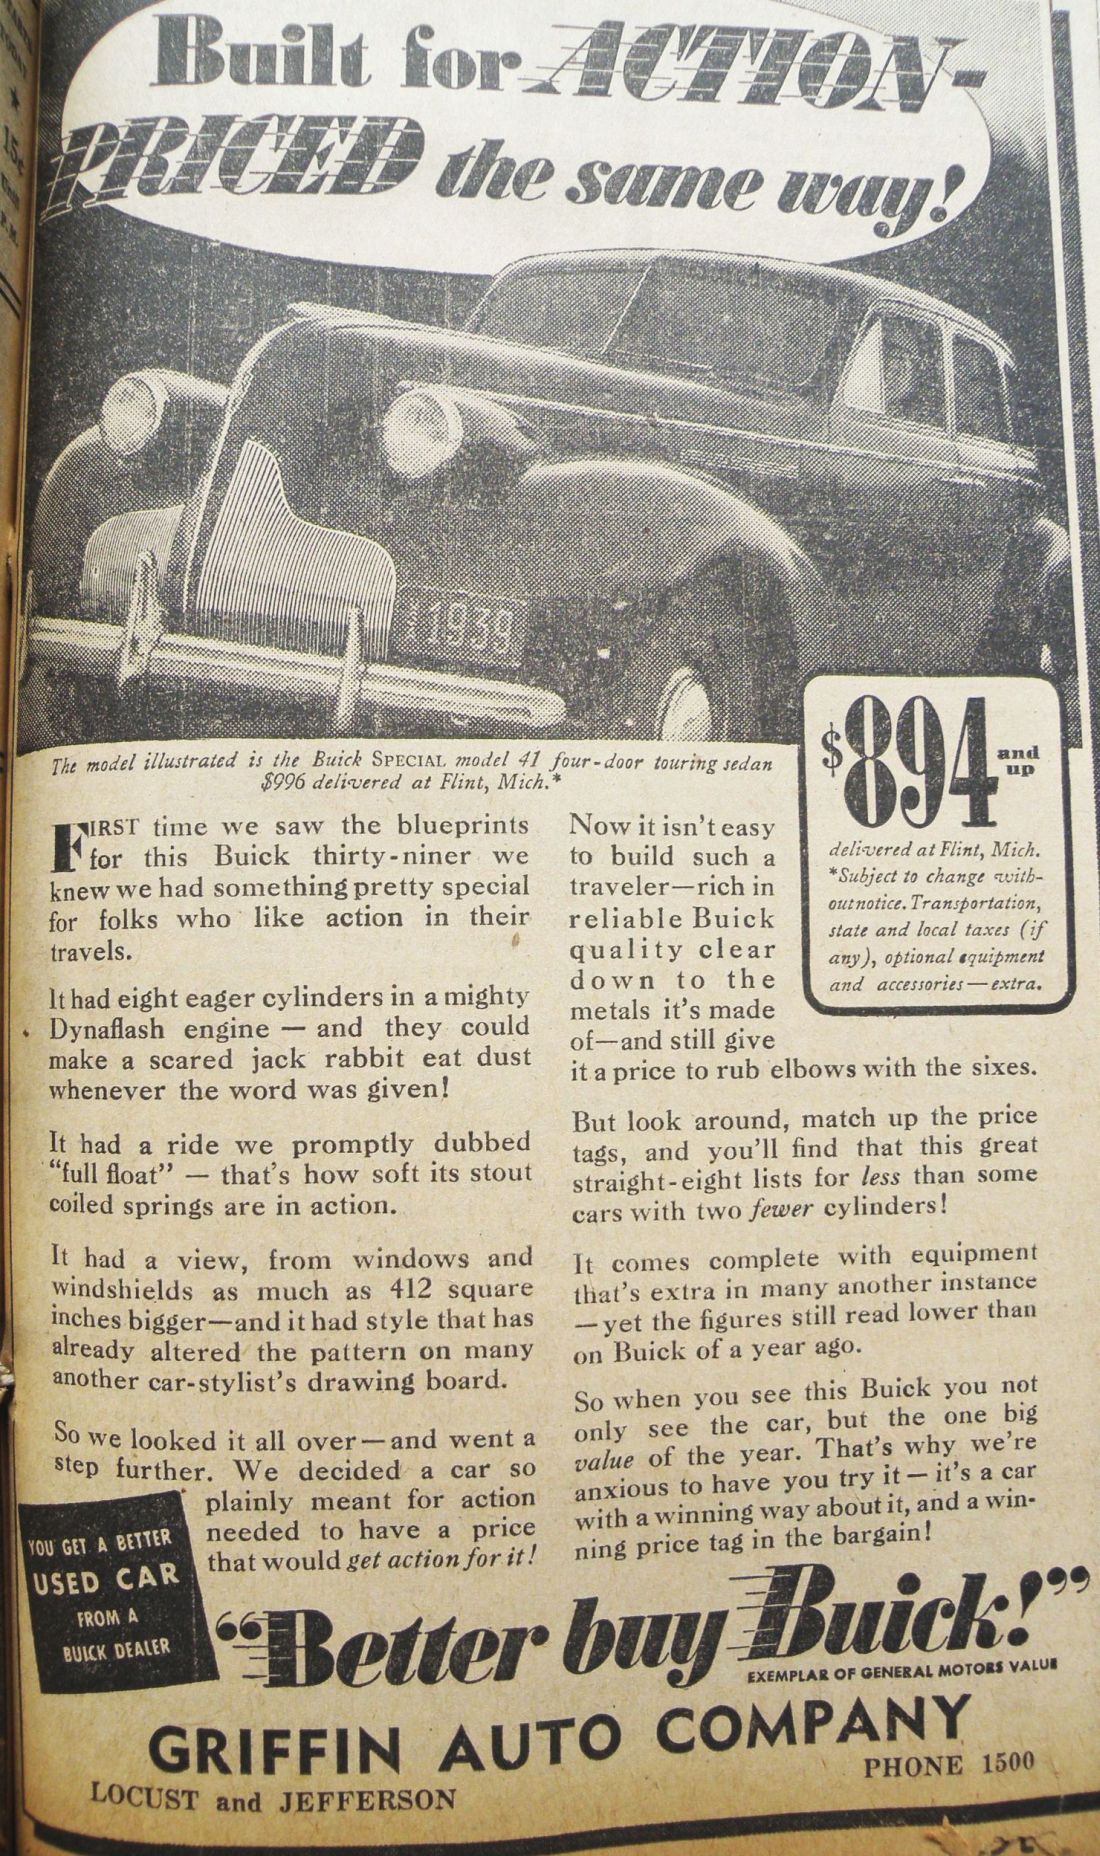 15¢
P. M.
Built for ACTION-
PRICED the same way!
1939
The model illustrated is the Buick SPECIAL model 41 four-door touring sedan
$996 delivered at Flint, Mich.*
$894 and
up
delivered at Flint, Mich.
*Subject to change with-
out notice. Transportation,
state and local taxes (if
any), optional equipment
and accessories—extra.
FIRST time we saw the blueprints
for this Buick thirty-niner we
knew we had something pretty special
for folks who like action in their
travels.
It had eight eager cylinders in a mighty
Dynaflash engine — and they could
make a scared jack rabbit eat dust
whenever the word was given!
It had a ride we promptly dubbed
“full float” — that’s how soft its stout
coiled springs are in action.
It had a view, from windows and
windshields as much as 412 square
inches bigger—and it had style that has
already altered the pattern on many
another car-stylist’s drawing board.
So we looked it all over—and went a
step further. We decided a car so
plainly meant for action
needed to have a price
that would get action for it!
Now it isn’t easy
to build such a
traveler—rich in
reliable Buick
quality clear
down to the
metals it’s made
of—and still give
it a price to rub elbows with the sixes.
But look around, match up the price
tags, and you’ll find that this great
straight-eight lists for less than some
cars with two fewer cylinders!
It comes complete with equipment
that’s extra in many another instance
—yet the figures still read lower than
on Buick of a year ago.
So when you see this Buick you not
only see the car, but the one big
value of the year. That’s why we’re
anxious to have you try it — it’s a car
with a winning way about it, and a win-
ning price tag in the bargain!
YOU GET A BETTER
USED CAR
FROM A
BUICK DEALER
“Better buy Buick!”
EXEMPLAR OF GENERAL MOTORS VALUE
GRIFFIN AUTO COMPANY
LOCUST and JEFFERSON
PHONE 1500